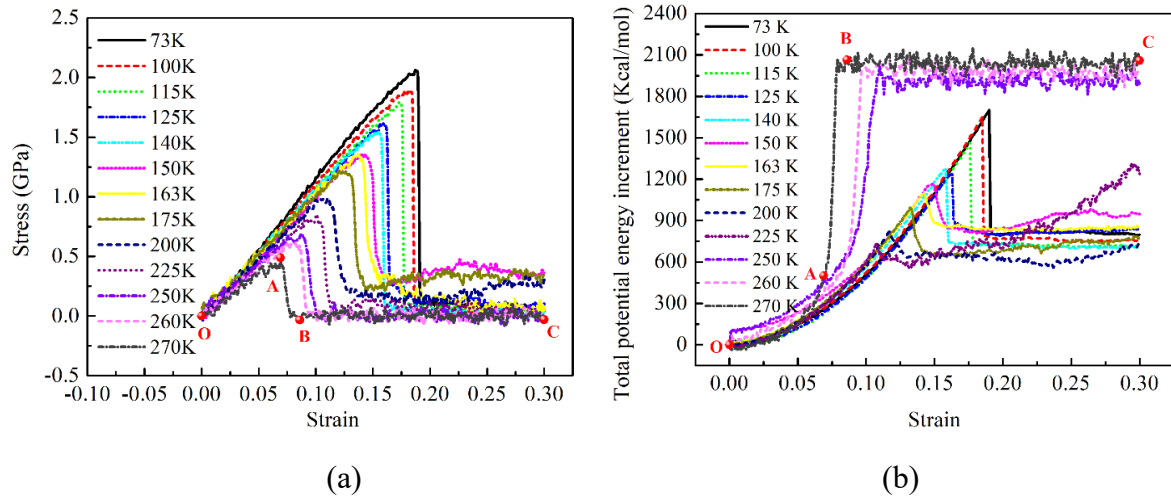 2.5
2.0
1.5
1.0
0.5
0.0
-0.5
Stress (GPa)
73K
100K
115K
125K
140K
150K
163K
175K
200K
225K
250K
260K
270K
O
A
B
C
-0.10 -0.05 0.00 0.05 0.10 0.15 0.20 0.25 0.30
Strain
(a)
2400
2100
1800
1500
1200
900
600
300
0
Total potential energy increment (Kcal/mol)
73K
100 K
115 K
125 K
140 K
150 K
163 K
175 K
200 K
225 K
250 K
260 K
270 K
O
A
B
C
0.00 0.05 0.10 0.15 0.20 0.25 0.30
Strain
(b)